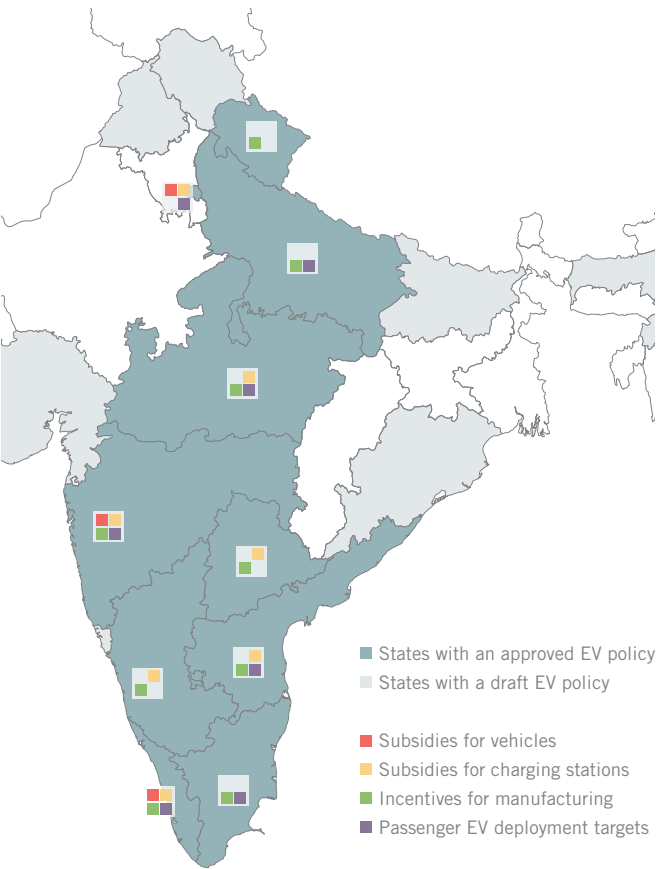 States with an approved EV policy
States with a draft EV policy
Subsidies for vehicles
Subsidies for charging stations
Incentives for manufacturing
Passenger EV deployment targets